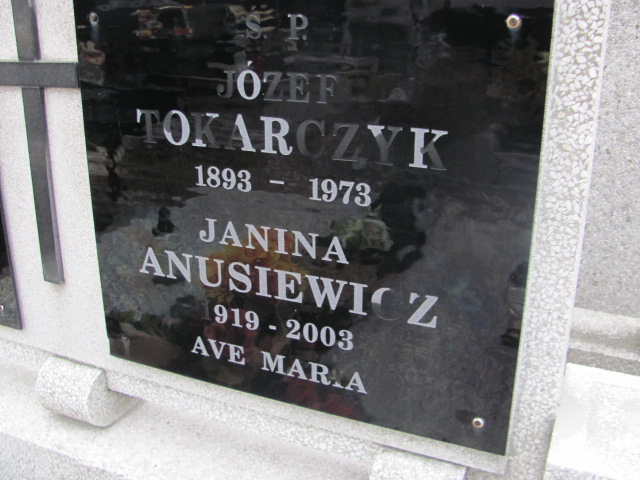 Ś. P.
JÓZEF
TOKARCZYK
1893 - 1973
JANINA
ANUSIEWICZ
1919 - 2003
AVE MARIA